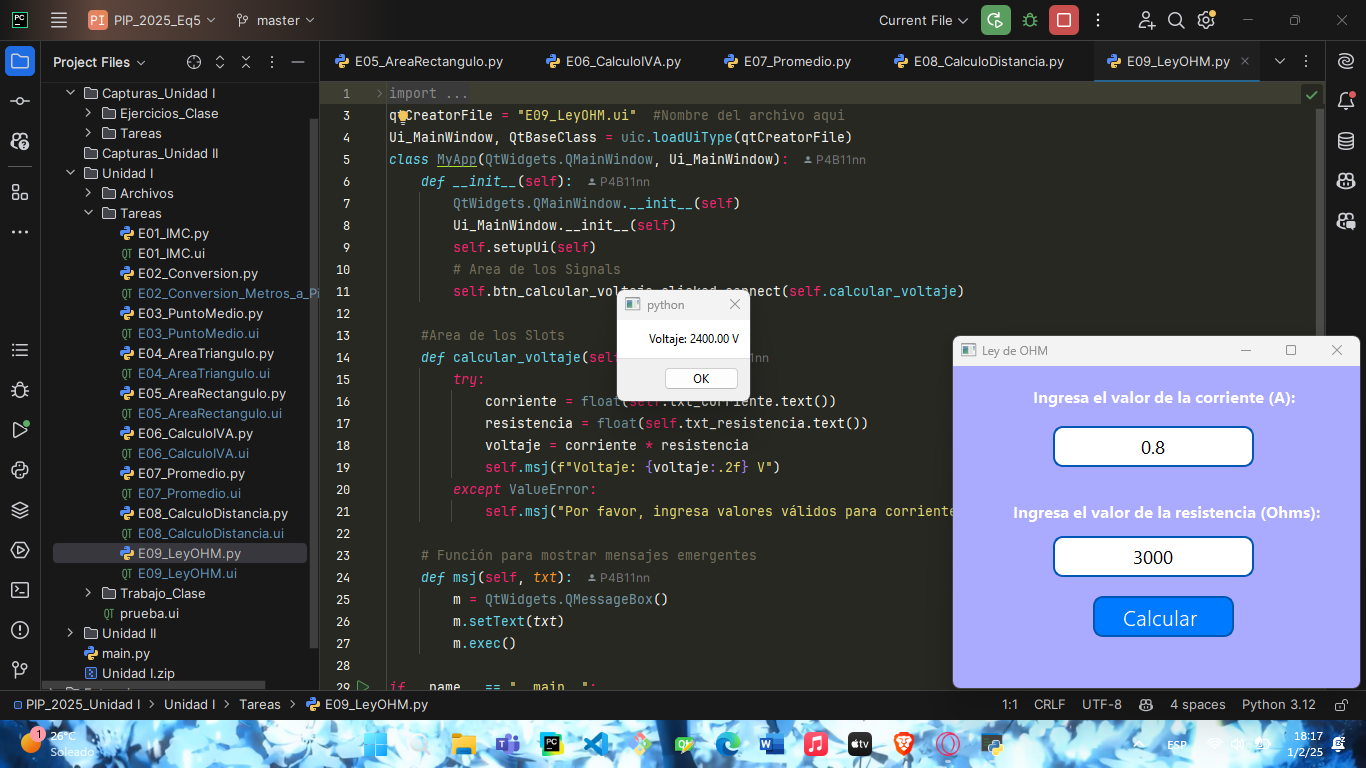 PI PIP_2025_Eq5 master Current File
Project Files
E05_AreaRectangulo.py E06_CalculoIVA.py E07_Promedio.py E08_CalculoDistancia.py E09_LeyOHM.py
Capturas_Unidad I
Ejercicios_Clase
Tareas
Capturas_Unidad II
Unidad I
Archivos
Tareas
E01_IMC.py
E01_IMC.ui
E02_Conversion.py
E02_Conversion_Metros_a_Pi
E03_PuntoMedio.py
E03_PuntoMedio.ui
E04_AreaTriangulo.py
E04_AreaTriangulo.ui
E05_AreaRectangulo.py
E05_AreaRectangulo.ui
E06_CalculoIVA.py
E06_CalculoIVA.ui
E07_Promedio.py
E07_Promedio.ui
E08_CalculoDistancia.py
E08_CalculoDistancia.ui
E09_LeyOHM.py
E09_LeyOHM.ui
Trabajo_Clase
prueba.ui
Unidad II
main.py
Unidad I.zip
1 import ...
3 qtCreatorFile = "E09_LeyOHM.ui" #Nombre del archivo aqui
4 Ui_MainWindow, QtBaseClass = uic.loadUiType(qtCreatorFile)
5 class MyApp(QtWidgets.QMainWindow, Ui_MainWindow): P4B11nn
6 def __init__(self): P4B11nn
7 QtWidgets.QMainWindow.__init__(self)
8 Ui_MainWindow.__init__(self)
9 self.setupUi(self)
10 # Area de los Signals
11 self.btn_calcular_voltaje.clicked.connect(self.calcular_voltaje)
12
13 #Area de los Slots
14 def calcular_voltaje(sel nn
15 try:
16 corriente = float(self.txt_corriente.text())
17 resistencia = float(self.txt_resistencia.text())
18 voltaje = corriente * resistencia
19 self.msj(f"Voltaje: {voltaje:.2f} V")
20 except ValueError:
21 self.msj("Por favor, ingresa valores válidos para corriente
22
23 # Función para mostrar mensajes emergentes
24 def msj(self, txt): P4B11nn
25 m = QtWidgets.QMessageBox()
26 m.setText(txt)
27 m.exec()
28
29 if __name__ == "__main__":
python
Voltaje: 2400.00 V
OK
Ley de OHM
Ingresa el valor de la corriente (A):
0.8
Ingresa el valor de la resistencia (Ohms):
3000
Calcular
PIP_2025_Unidad I Unidad I Tareas E09_LeyOHM.py 1:1 CRLF UTF-8 4 spaces Python 3.12
1
26°C
Soleado
ESP
18:17
1/2/25